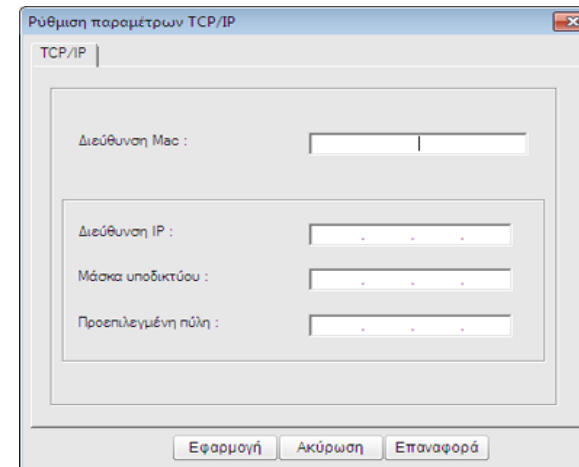 Ρύθμιση παραμέτρων TCP/IP
TCP/IP
Διεύθυνση Mac :
Διεύθυνση IP :
Μάσκα υποδικτύου :
Προεπιλεγμένη πύλη :
Εφαρμογή Ακύρωση Επαναφορά